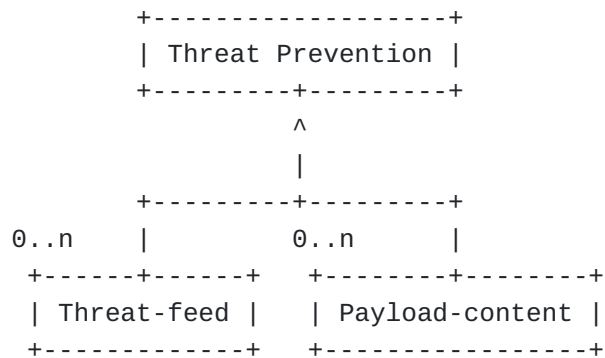 +--------------------+
| Threat Prevention |
+---------+---------+
^
|
+---------+---------+
0..n | 0..n |
+------+------+ +--------+--------+
| Threat-feed | | Payload-content |
+-------------+ +-----------------+